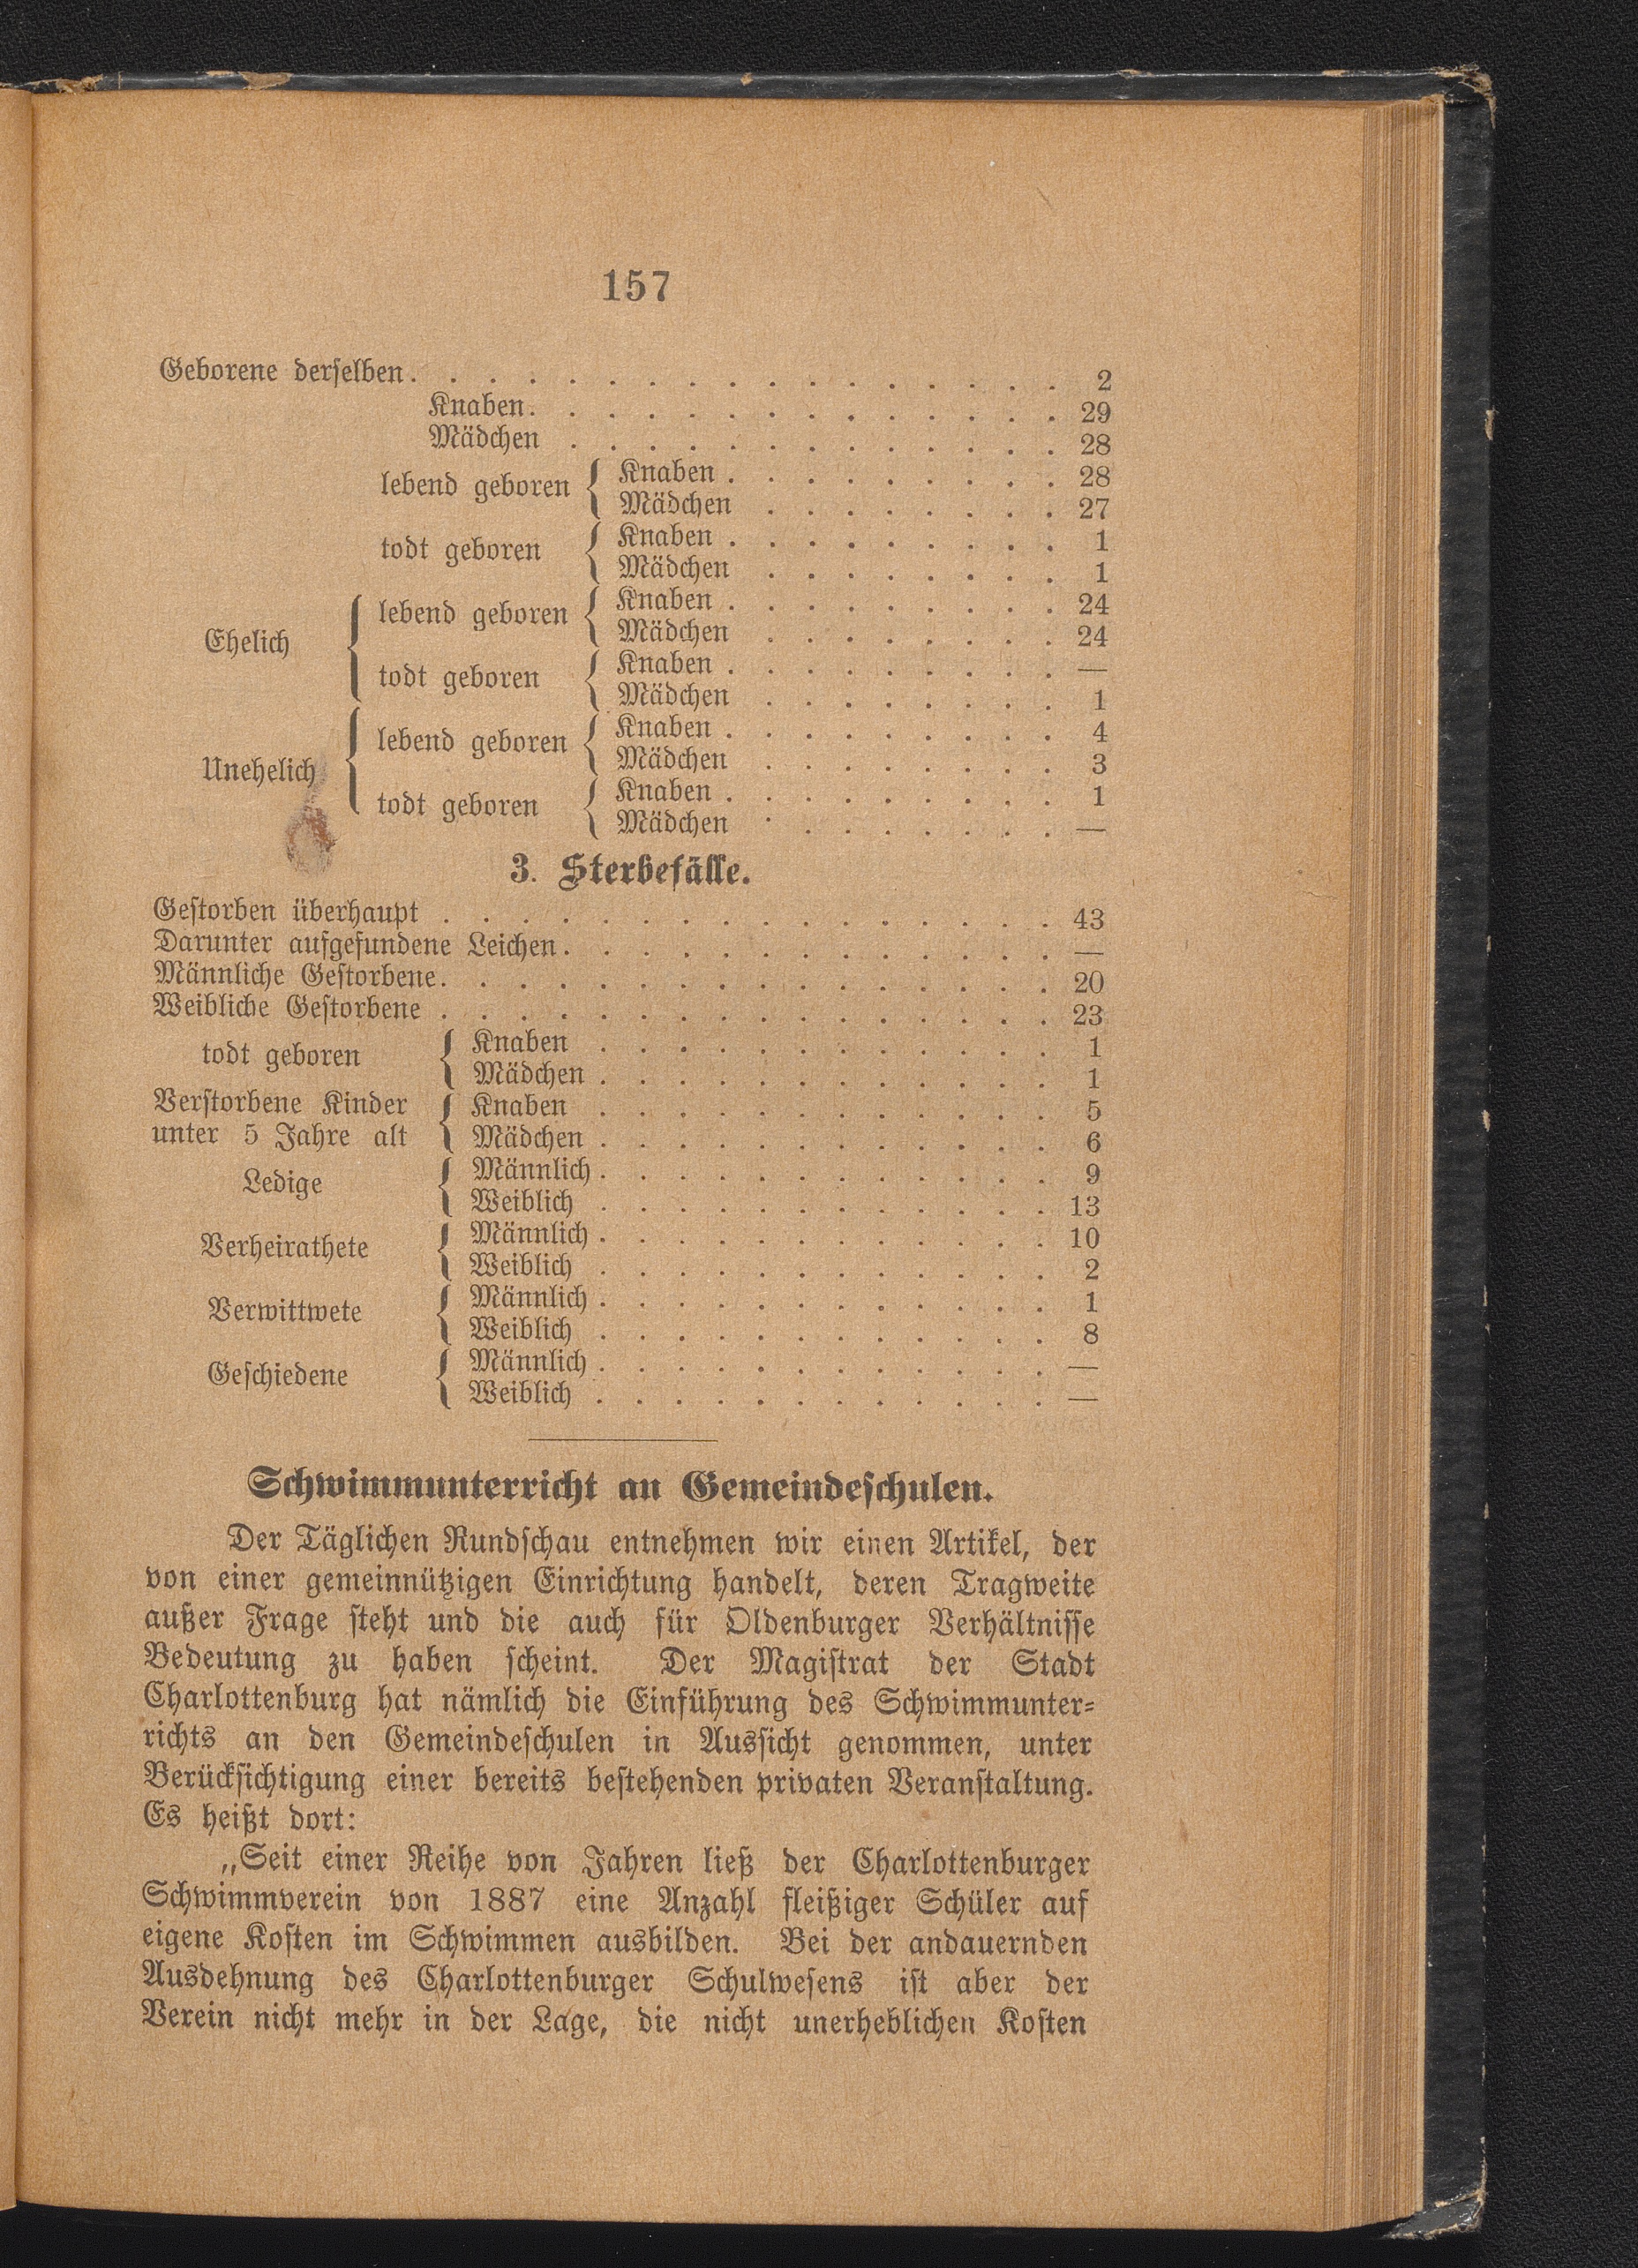 157
Geborene derselben . . . . . . . . . . . . . . . . . 2
Knaben . . . . . . . . . . . . . . 29
Mädchen . . . . . . . . . . . . . 28
lebend geboren { Knaben . . . . . . . . . 28
Mädchen . . . . . . . . 27
todt geboren { Knaben . . . . . . . . . 1
Mädchen . . . . . . . . 1
Ehelich { lebend geboren { Knaben . . . . . . . . . 24
Mädchen . . . . . . . . 24
todt geboren { Knaben . . . . . . . . . —
Mädchen . . . . . . . . 1
Unehelich { lebend geboren { Knaben . . . . . . . . . 4
Mädchen . . . . . . . . 3
todt geboren { Knaben . . . . . . . . . 1
Mädchen . . . . . . . . —
3. Sterbefälle.
Gestorben überhaupt . . . . . . . . . . . . . . . . 43
Darunter aufgefundene Leichen . . . . . . . . . . . . . —
Männliche Gestorbene . . . . . . . . . . . . . . . . 20
Weibliche Gestorbene . . . . . . . . . . . . . . . . 23
todt geboren { Knaben . . . . . . . . . . . . 1
Mädchen . . . . . . . . . . . . 1
Verstorbene Kinder { Knaben . . . . . . . . . . . . 5
unter 5 Jahre alt Mädchen . . . . . . . . . . . . 6
Ledige { Männlich . . . . . . . . . . . . 9
Weiblich . . . . . . . . . . . . 13
Verheirathete { Männlich . . . . . . . . . . . . 10
Weiblich . . . . . . . . . . . . 2
Verwittwete { Männlich . . . . . . . . . . . . 1
Weiblich . . . . . . . . . . . . 8
Geschiedene { Männlich . . . . . . . . . . . . —
Weiblich . . . . . . . . . . . . —
Schwimmunterricht an Gemeindeschulen.
Der Täglichen Rundschau entnehmen wir einen Artikel, der
von einer gemeinnützigen Einrichtung handelt, deren Tragweite
außer Frage steht und die auch für Oldenburger Verhältnisse
Bedeutung zu haben scheint. Der Magistrat der Stadt
Charlottenburg hat nämlich die Einführung des Schwimmunter-
richts an den Gemeindeschulen in Aussicht genommen, unter
Berücksichtigung einer bereits bestehenden privaten Veranstaltung.
Es heißt dort:
„Seit einer Reihe von Jahren ließ der Charlottenburger
Schwimmverein von 1887 eine Anzahl fleißiger Schüler auf
eigene Kosten im Schwimmen ausbilden. Bei der andauernden
Ausdehnung des Charlottenburger Schulwesens ist aber der
Verein nicht mehr in der Lage, die nicht unerheblichen Kosten